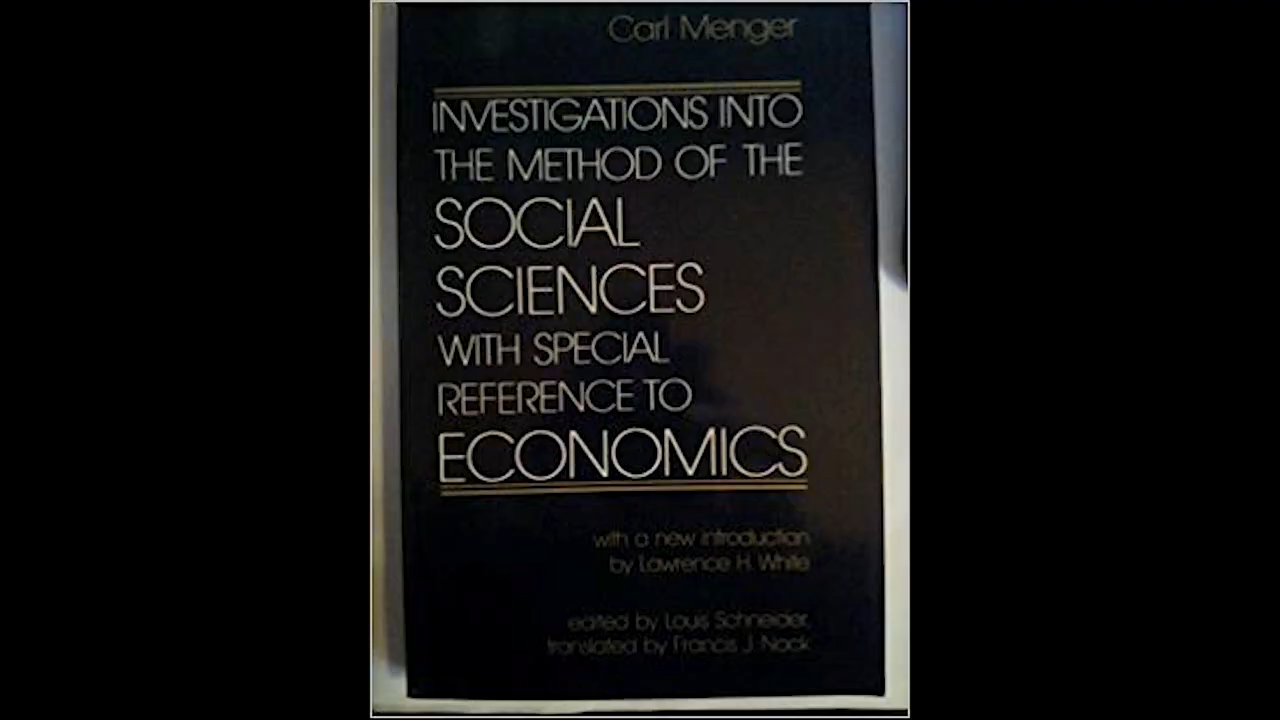 Carl Menger
INVESTIGATIONS INTO
THE METHOD OF THE
SOCIAL
SCIENCES
WITH SPECIAL
REFERENCE TO
ECONOMICS
with a new introduction
by Lawrence H. White
edited by Louis Schneider,
translated by Francis J. Nock